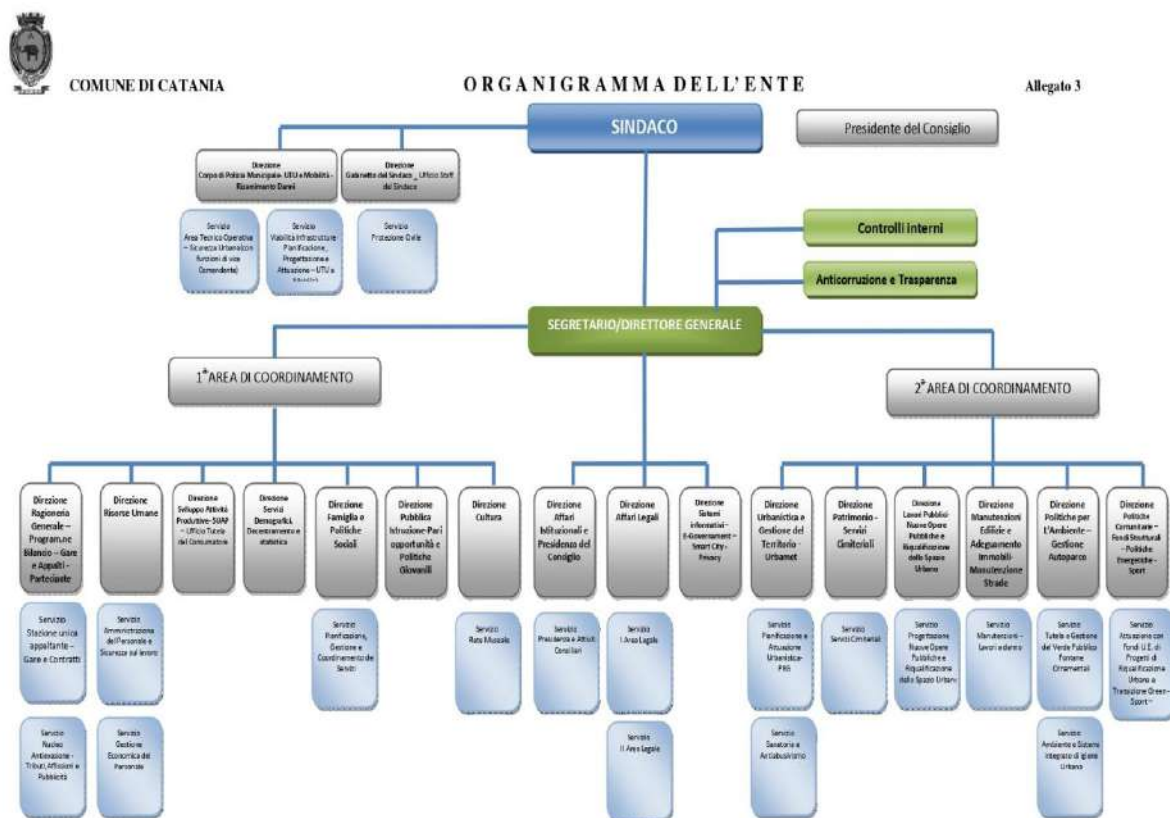 COMUNE DI CATANIA
ORGANIGRAMMA DELL'ENTE
Allegato 3
SINDACO
Presidente del Consiglio
Direzione
Corpo di Polizia Municipale- UTU e Mobilità -
Risarcimento Danni
Direzione
Gabinetto del Sindaco _ Ufficio Staff
del Sindaco
Servizio
Area Tecnico Operativa
– Sicurezza Urbana(con
funzioni di vice
Comandante)
Servizio
Viabilità Infrastrutture
Pianificazione,
Progettazione e
Attuazione – UTU e
Servizio
Protezione Civile
Controlli interni
Anticorruzione e Trasparenza
SEGRETARIO/DIRETTORE GENERALE
1^ AREA DI COORDINAMENTO
2^ AREA DI COORDINAMENTO
Direzione
Ragioneria
Generale –
Program.ne
Bilancio – Gare
e Appalti -
Partecipate
Direzione
Risorse Umane
Direzione
Sviluppo Attività
Produttive-SUAP
– Ufficio Tutela
del Consumatore
Direzione
Servizi
Demografici,
Decentramento e
statistica
Direzione
Famiglia e
Politiche
Sociali
Direzione
Pubblica
Istruzione-Pari
opportunità e
Politiche
Giovanili
Direzione
Cultura
Direzione
Affari
Istituzionali e
Presidenza del
Consiglio
Direzione
Affari Legali
Direzione
Sistemi
informativi -
E-Governament –
Smart City -
Privacy
Direzione
Urbanistica e
Gestione del
Territorio -
Urbamet
Direzione
Patrimonio -
Servizi
Cimiteriali
Direzione
Lavori Pubblici-
Nuove Opere
Pubbliche e
Riqualificazione
dello Spazio
Urbano
Direzione
Manutenzioni
Edilizie e
Adeguamento
Immobili-
Manutenzione
Strade
Direzione
Politiche per
L'Ambiente –
Gestione
Autoparco
Direzione
Politiche
Comunitarie –
Fondi Strutturali
– Politiche
Energetiche -
Sport
Servizio
Stazione unica
appaltante –
Gare e Contratti
Servizio
Amministrazione
del Personale e
Sicurezza sul lavoro
Servizio
Pianificazione,
Gestione e
Coordinamento dei
Servizi
Servizio
Rete Museale
Servizio
Presidenza e Attività
Consiliari
Servizio
I Area Legale
Servizio
Pianificazione e
Attuazione
Urbanistica-
PRG
Servizio
Servizi Cimiteriali
Servizio
Progettazione
Nuove Opere
Pubbliche e
Riqualificazione
dello Spazio Urbano
Servizio
Manutenzioni –
Lavori a danno
Servizio
Tutela e Gestione
del Verde Pubblico
Fontane
Ornamentali
Servizio
Attuazione con
Fondi U.E. di
Progetti di
Riqualificazione
Urbana e
Transizione Green –
Sport –
Servizio
Nucleo
Antievasione -
Tributi, Affissioni e
Pubblicità
Servizio
Gestione
Economica del
Personale
Servizio
II Area Legale
Servizio
Sanatoria e
Antiabusivismo
Servizio
Ambiente e Sistema
Integrato di Igiene
Urbana